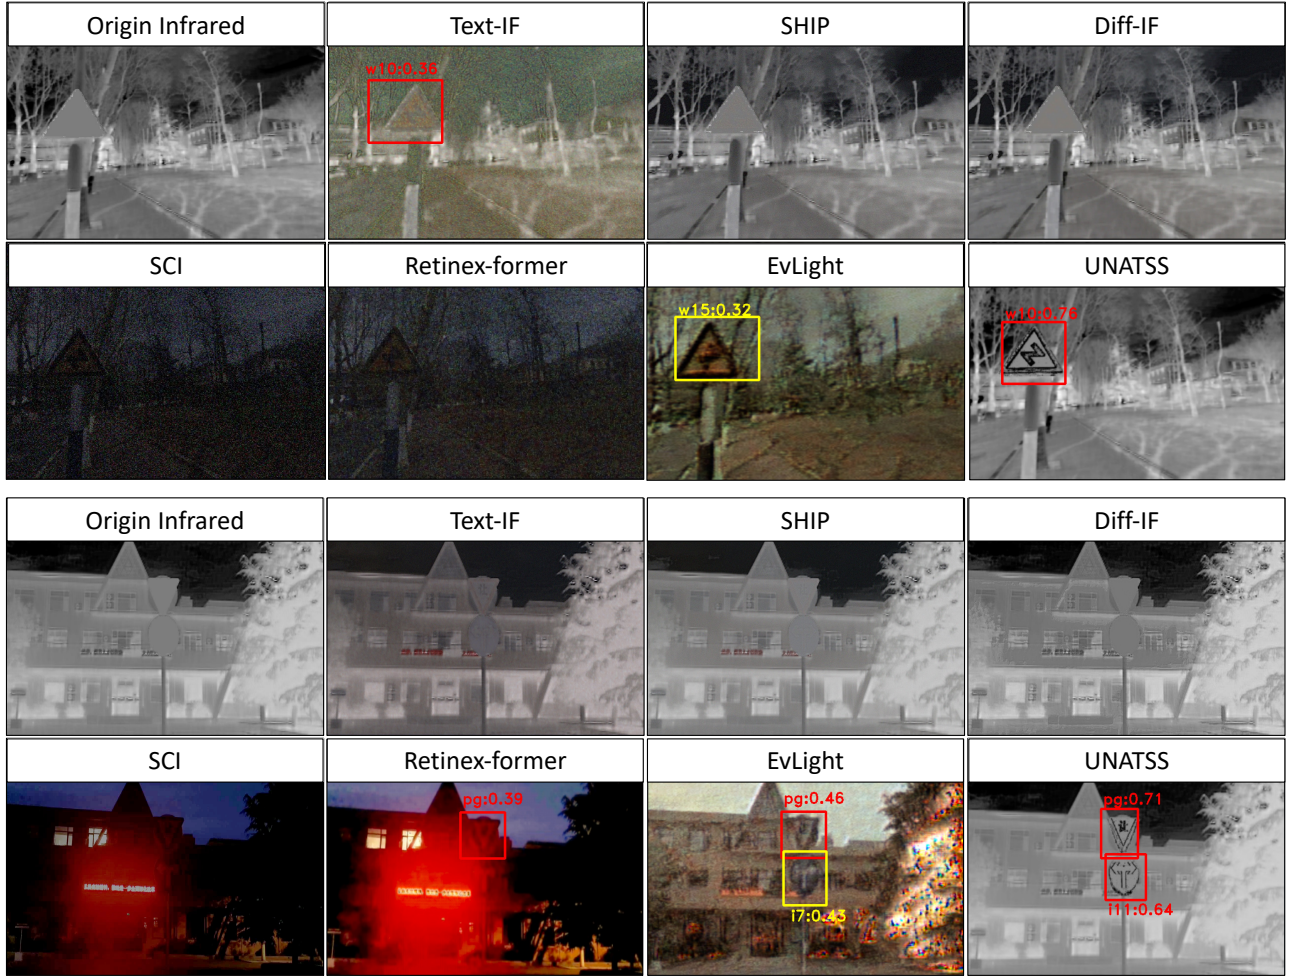 Origin Infrared
Text-IF
SHIP
Diff-IF
w10:0.36
SCI
Retinex-former
EvLight
UNATSS
w15:0.32
w10:0.76
Origin Infrared
Text-IF
SHIP
Diff-IF
SCI
Retinex-former
EvLight
UNATSS
pg:0.39
pg:0.46
pg:0.71
i7:0.43
i11:0.64